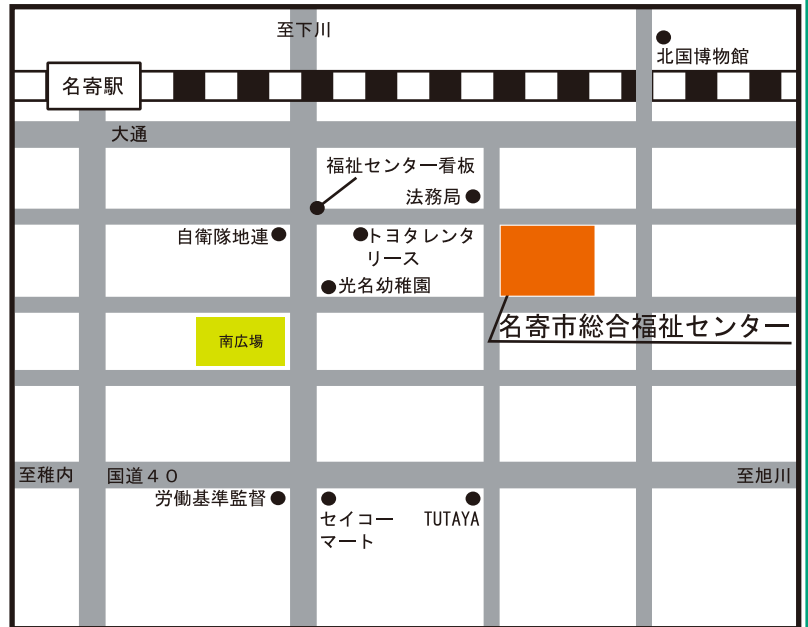 至下川
北国博物館
名寄駅
大通
福祉センター看板
法務局
自衛隊地連
トヨタレンタ
リース
光名幼稚園
名寄市総合福祉センター
南広場
至稚内
国道４０
至旭川
労働基準監督
セイコー
マート
TUTAYA